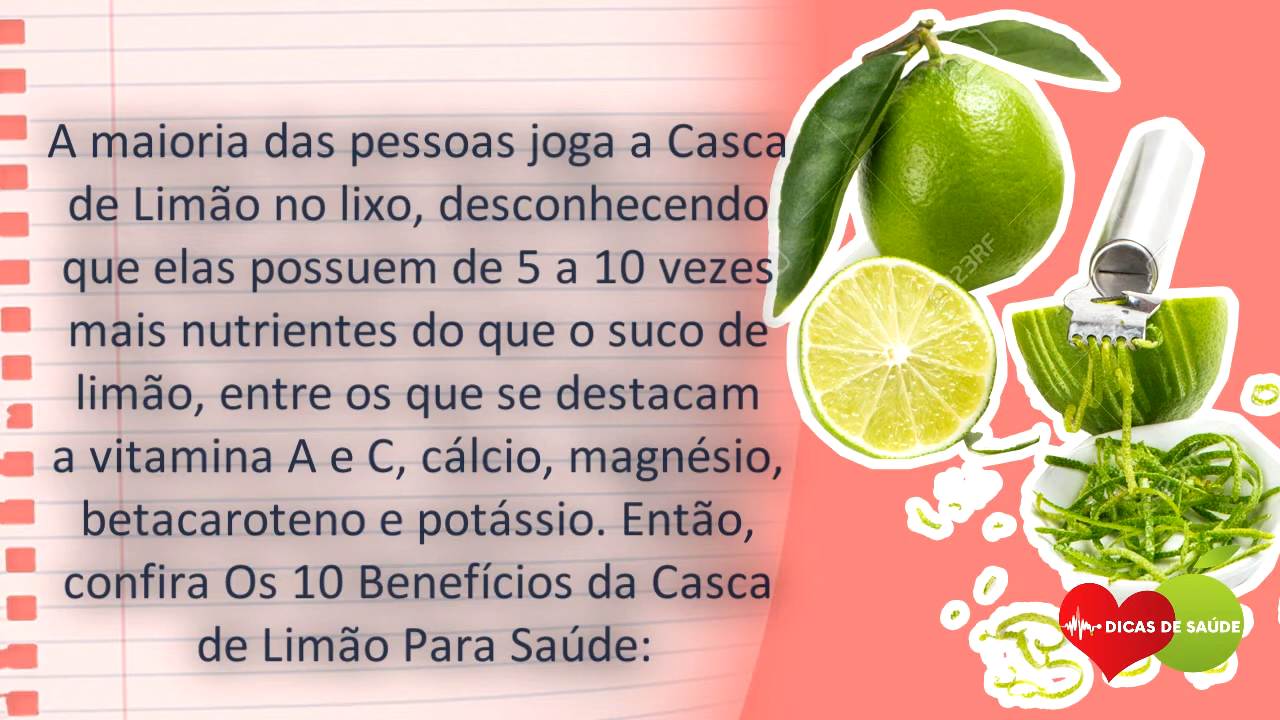 A maioria das pessoas joga a Casca
de Limão no lixo, desconhecendo
que elas possuem de 5 a 10 vezes
mais nutrientes do que o suco de
limão, entre os que se destacam
a vitamina A e C, cálcio, magnésio,
betacaroteno e potássio. Então,
confira Os 10 Benefícios da Casca
de Limão Para Saúde:
DICAS DE SAÚDE